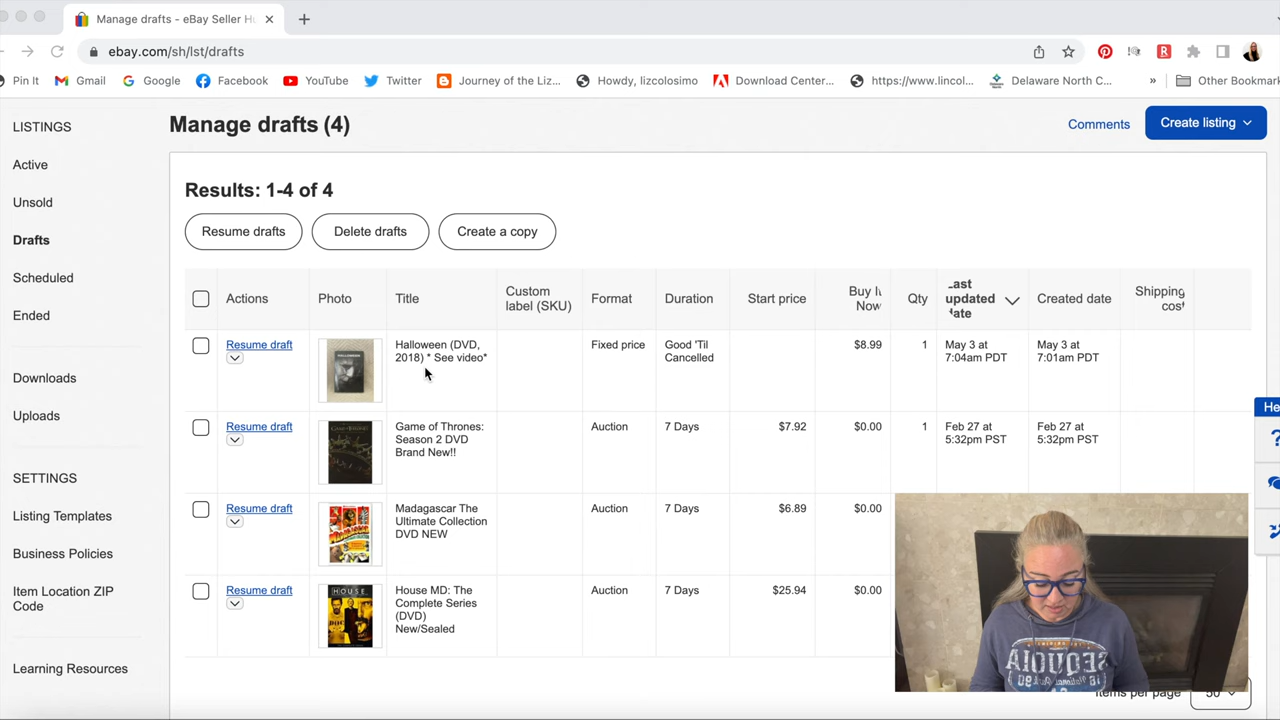 Manage drafts - eBay Seller Hu
ebay.com/sh/lst/drafts
Pin It Gmail Google Facebook YouTube Twitter Journey of the Liz... Howdy, lizcolosimo Download Center... https://www.lincol... Delaware North C... » Other Bookmar
LISTINGS
Active
Unsold
Drafts
Scheduled
Ended
Downloads
Uploads
SETTINGS
Listing Templates
Business Policies
Item Location ZIP
Code
Learning Resources
Manage drafts (4)
Comments
Create listing
Results: 1-4 of 4
Resume drafts Delete drafts Create a copy
Actions Photo Title Custom
label (SKU) Format Duration Start price Buy It
Now Qty Last
updated
date Created date Shipping
cost
Resume draft HALLOWEEN Halloween (DVD,
2018) * See video* Fixed price Good 'Til
Cancelled $8.99 1 May 3 at
7:04am PDT May 3 at
7:01am PDT
Resume draft Game of Thrones:
Season 2 DVD
Brand New!! Auction 7 Days $7.92 $0.00 1 Feb 27 at
5:32pm PST Feb 27 at
5:32pm PST
Resume draft Madagascar The
Ultimate Collection
DVD NEW Auction 7 Days $6.89 $0.00
Resume draft HOUSE House MD: The
Complete Series
(DVD)
New/Sealed Auction 7 Days $25.94 $0.00
He
?
SEQUOIA
Items per page 50